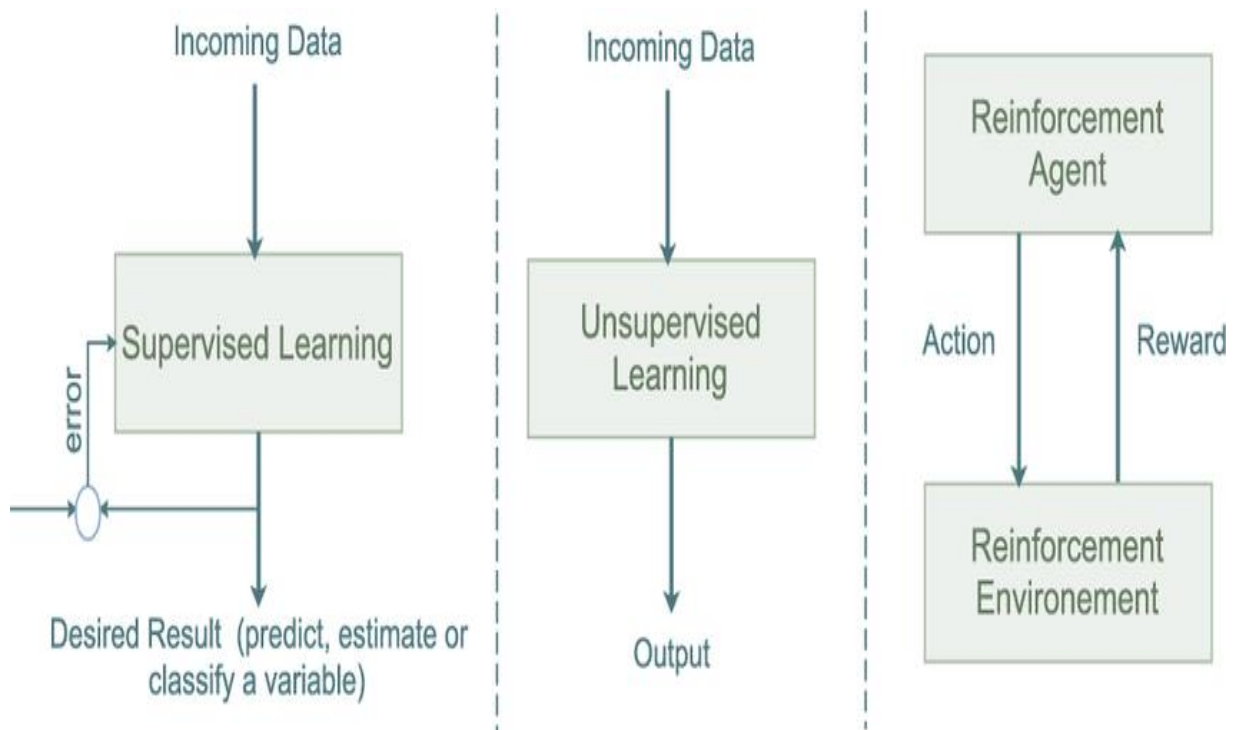 Incoming Data
Supervised Learning
error
Desired Result (predict, estimate or
classify a variable)
Incoming Data
Unsupervised
Learning
Output
Reinforcement
Agent
Action
Reward
Reinforcement
Environement